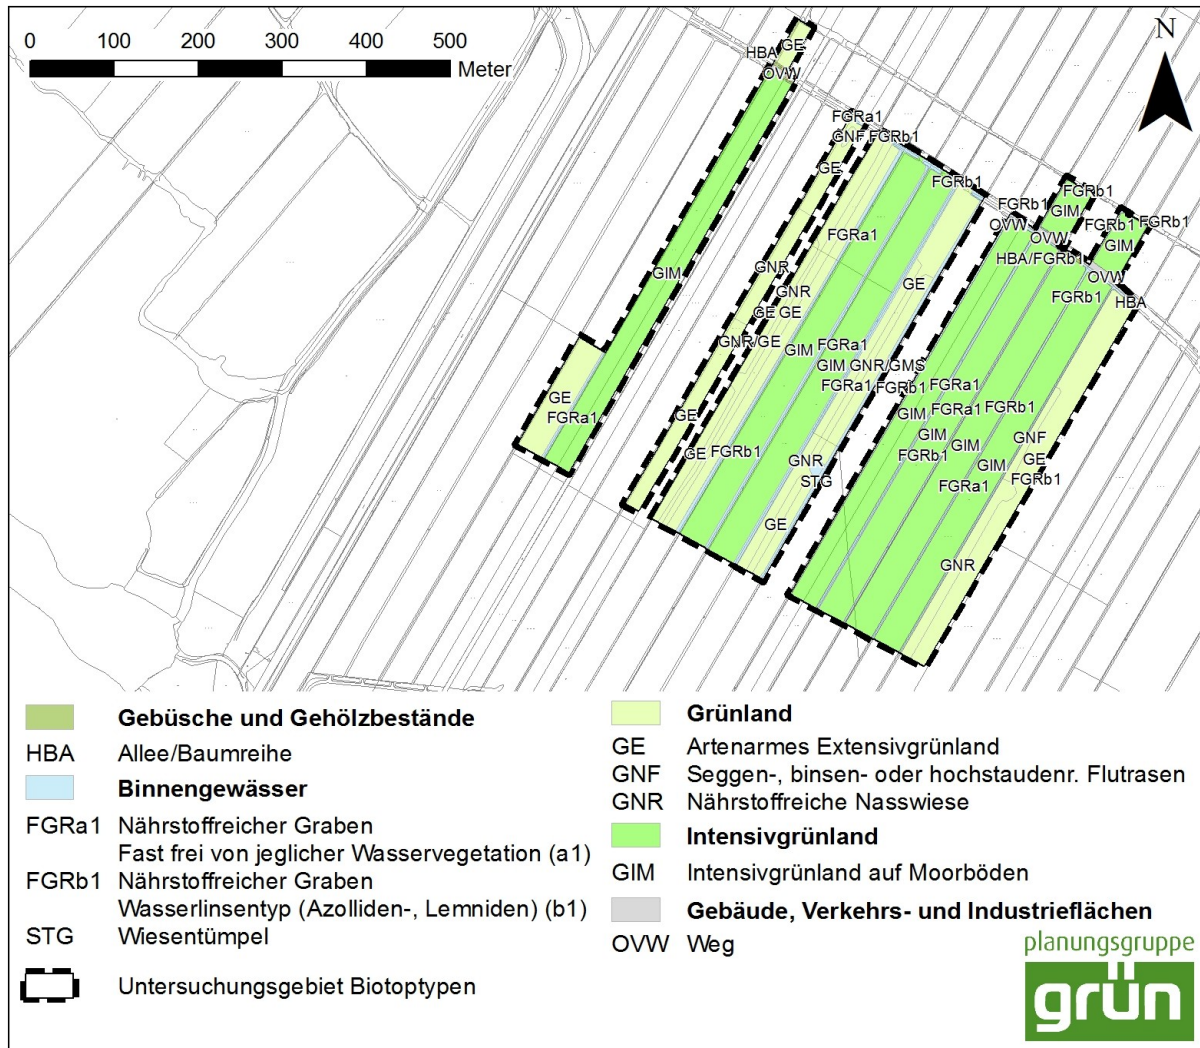 0 100 200 300 400 500
Meter
N
GE
HBA
OVW
FGRa1
GNF FGRb1
GE
FGRb1
FGRb1
FGRb1
GIM
OVW
FGRb1 FGRb1
FGRa1
OVW
GIM
HBA/FGRb1
GNR
GIM
OVW
GE
GNR
FGRb1
HBA
GE GE
GNR/GE
GIM FGRa1
GIM GNR/GMS
FGRa1
FGRb1 FGRa1
GE
FGRa1
GE
GIM FGRa1 FGRb1
GIM
GIM
GNF
GE FGRb1
FGRb1
GNR
GIM
GE
STG
FGRa1
FGRb1
GE
GNR
Gebüsche und Gehölzbestände
HBA Allee/Baumreihe
Binnengewässer
FGRa1 Nährstoffreicher Graben
Fast frei von jeglicher Wasservegetation (a1)
FGRb1 Nährstoffreicher Graben
Wasserlinsentyp (Azolliden-, Lemniden) (b1)
STG Wiesentümpel
Untersuchungsgebiet Biotoptypen
Grünland
GE Artenarmes Extensivgrünland
GNF Seggen-, binsen- oder hochstaudenr. Flutrasen
GNR Nährstoffreiche Nasswiese
Intensivgrünland
GIM Intensivgrünland auf Moorböden
Gebäude, Verkehrs- und Industrieflächen
OVW Weg
planungsgruppe
grün